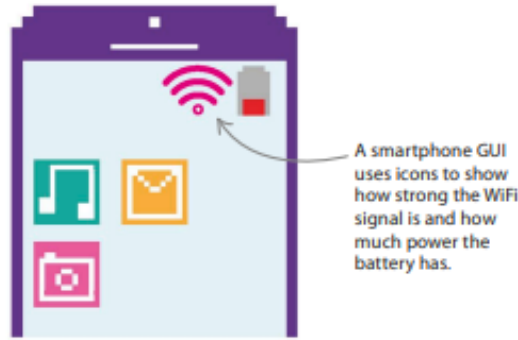 A smartphone GUI
uses icons to show
how strong the WiFi
signal is and how
much power the
battery has.